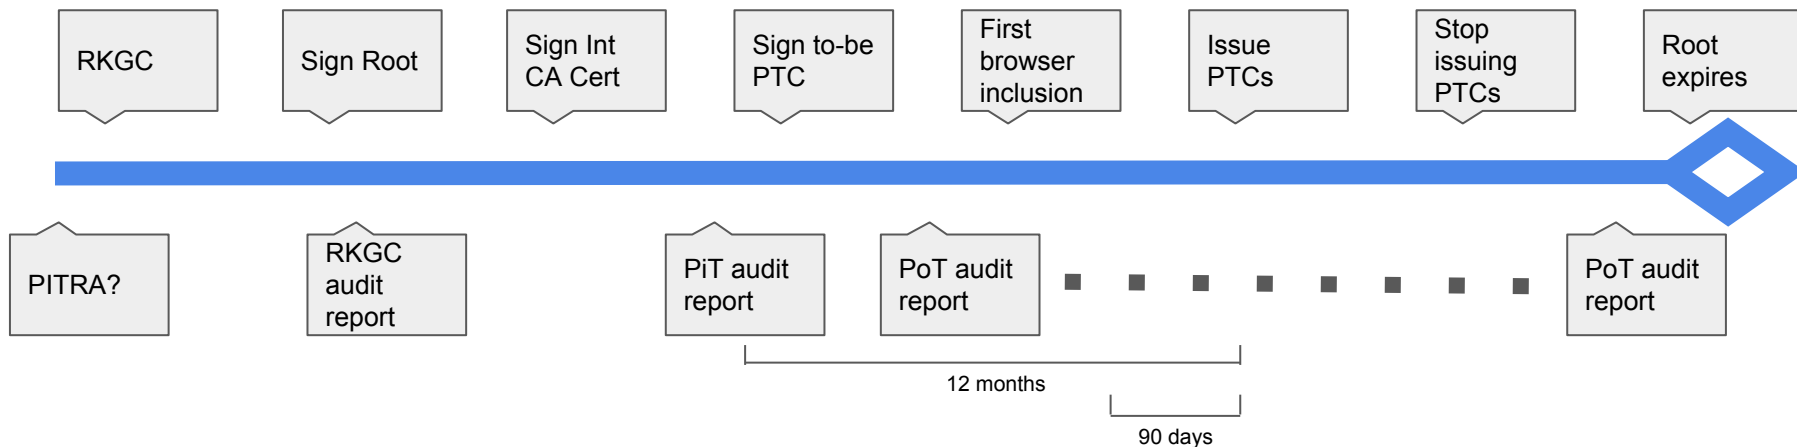 RKGC
Sign Root
Sign Int
CA Cert
Sign to-be
PTC
First
browser
inclusion
Issue
PTCs
Stop
issuing
PTCs
Root
expires
PITRA?
RKGC
audit
report
PiT audit
report
PoT audit
report
PoT audit
report
12 months
90 days